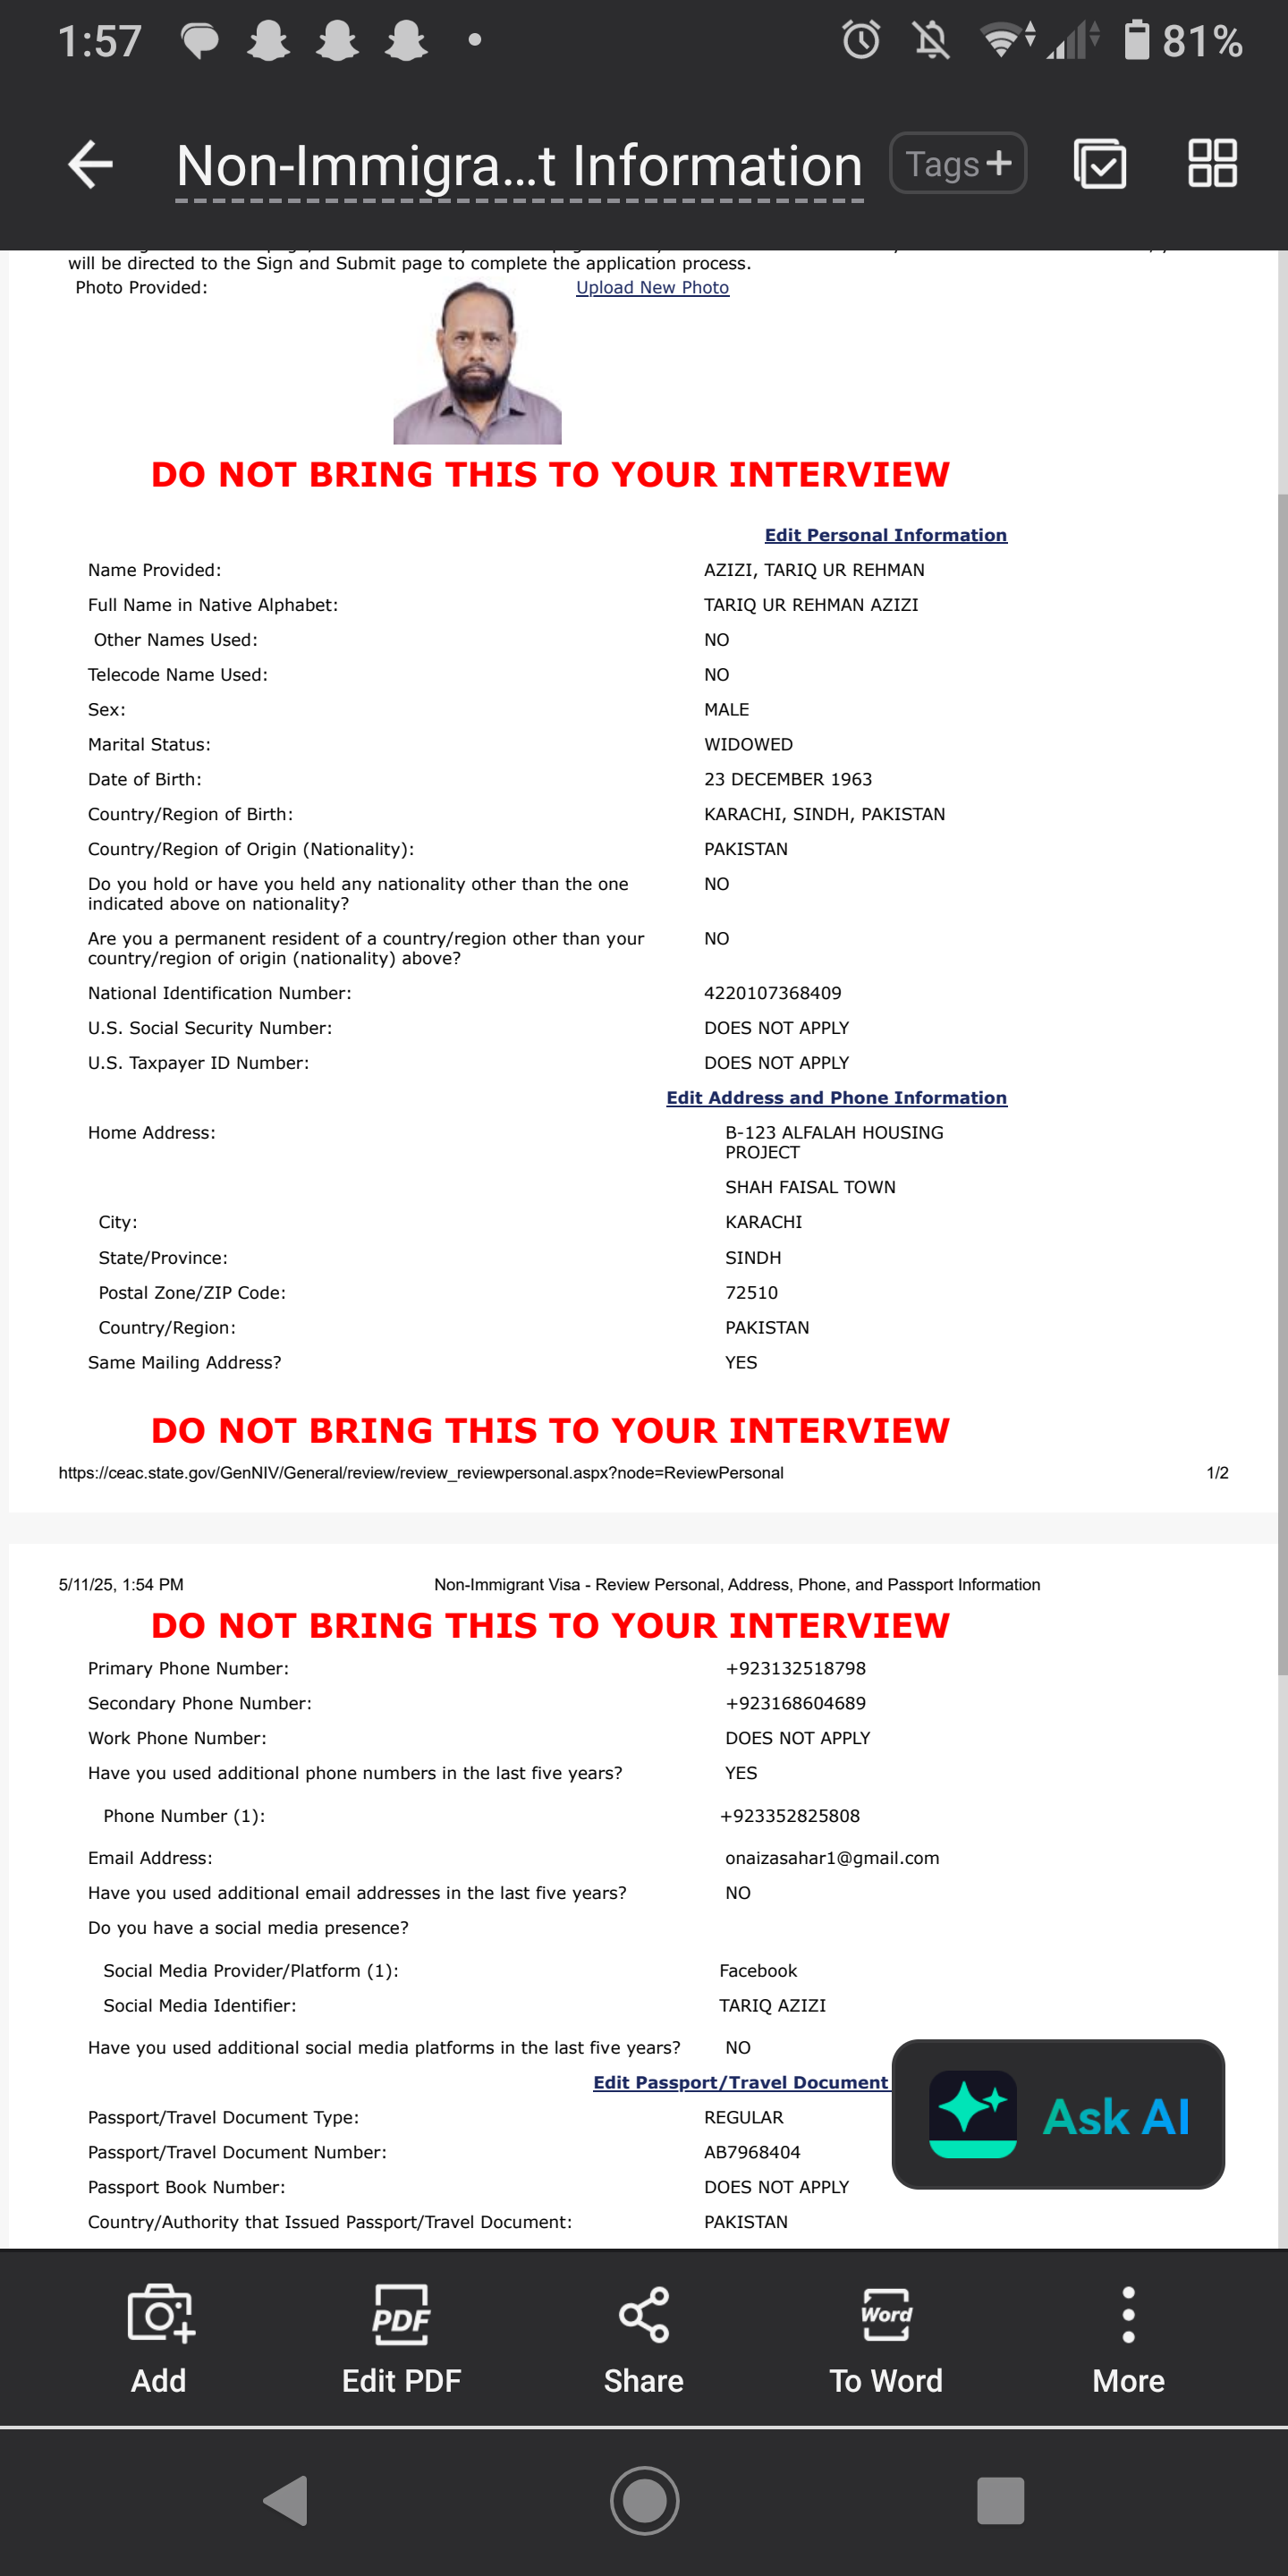 1:57
81%
Non-Immigra...t Information
Tags+
will be directed to the Sign and Submit page to complete the application process.
Photo Provided:
Upload New Photo
DO NOT BRING THIS TO YOUR INTERVIEW
Edit Personal Information
Name Provided: AZIZI, TARIQ UR REHMAN
Full Name in Native Alphabet: TARIQ UR REHMAN AZIZI
Other Names Used: NO
Telecode Name Used: NO
Sex: MALE
Marital Status: WIDOWED
Date of Birth: 23 DECEMBER 1963
Country/Region of Birth: KARACHI, SINDH, PAKISTAN
Country/Region of Origin (Nationality): PAKISTAN
Do you hold or have you held any nationality other than the one NO
indicated above on nationality?
Are you a permanent resident of a country/region other than your NO
country/region of origin (nationality) above?
National Identification Number: 4220107368409
U.S. Social Security Number: DOES NOT APPLY
U.S. Taxpayer ID Number: DOES NOT APPLY
Edit Address and Phone Information
Home Address: B-123 ALFALAH HOUSING
PROJECT
SHAH FAISAL TOWN
City: KARACHI
State/Province: SINDH
Postal Zone/ZIP Code: 72510
Country/Region: PAKISTAN
Same Mailing Address? YES
DO NOT BRING THIS TO YOUR INTERVIEW
https://ceac.state.gov/GenNIV/General/review/review_reviewpersonal.aspx?node=ReviewPersonal 1/2
5/11/25, 1:54 PM Non-Immigrant Visa - Review Personal, Address, Phone, and Passport Information
DO NOT BRING THIS TO YOUR INTERVIEW
Primary Phone Number: +923132518798
Secondary Phone Number: +923168604689
Work Phone Number: DOES NOT APPLY
Have you used additional phone numbers in the last five years? YES
Phone Number (1): +923352825808
Email Address: onaizasahar1@gmail.com
Have you used additional email addresses in the last five years? NO
Do you have a social media presence?
Social Media Provider/Platform (1): Facebook
Social Media Identifier: TARIQ AZIZI
Have you used additional social media platforms in the last five years? NO
Edit Passport/Travel Document
Passport/Travel Document Type: REGULAR
Passport/Travel Document Number: AB7968404
Passport Book Number: DOES NOT APPLY
Country/Authority that Issued Passport/Travel Document: PAKISTAN
Ask AI
PDF
Word
Add
Edit PDF
Share
To Word
More